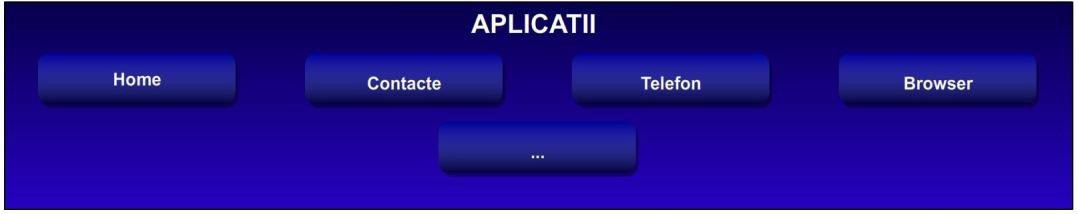 APLICATII
Home
Contacte
Telefon
Browser
...